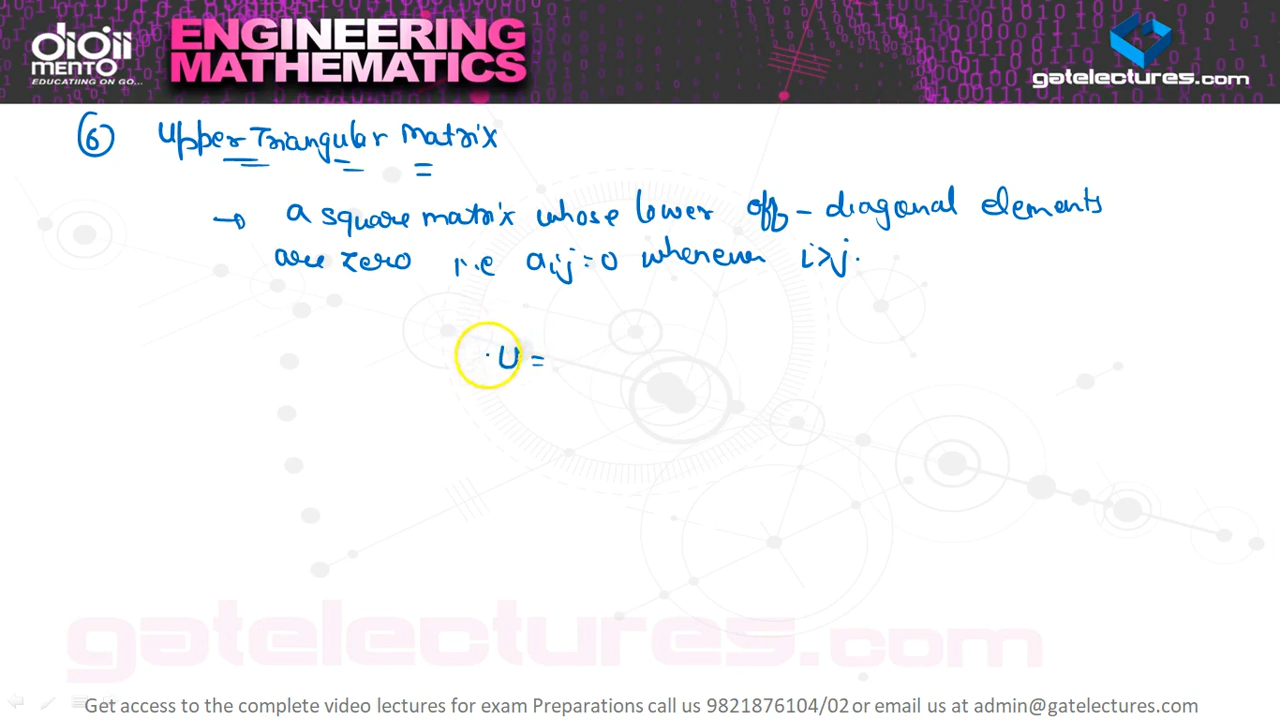 digii
MENTO
EDUCATIING ON GO...
ENGINEERING
MATHEMATICS
gatelectures.com
6 Upper Triangular Matrix
→ a square matrix whose lower off-diagonal elements
are zero i.e aij=0 whenever i>j.
U=
gatelectures.com
Get access to the complete video lectures for exam Preparations call us 9821876104/02 or email us at admin@gatelectures.com